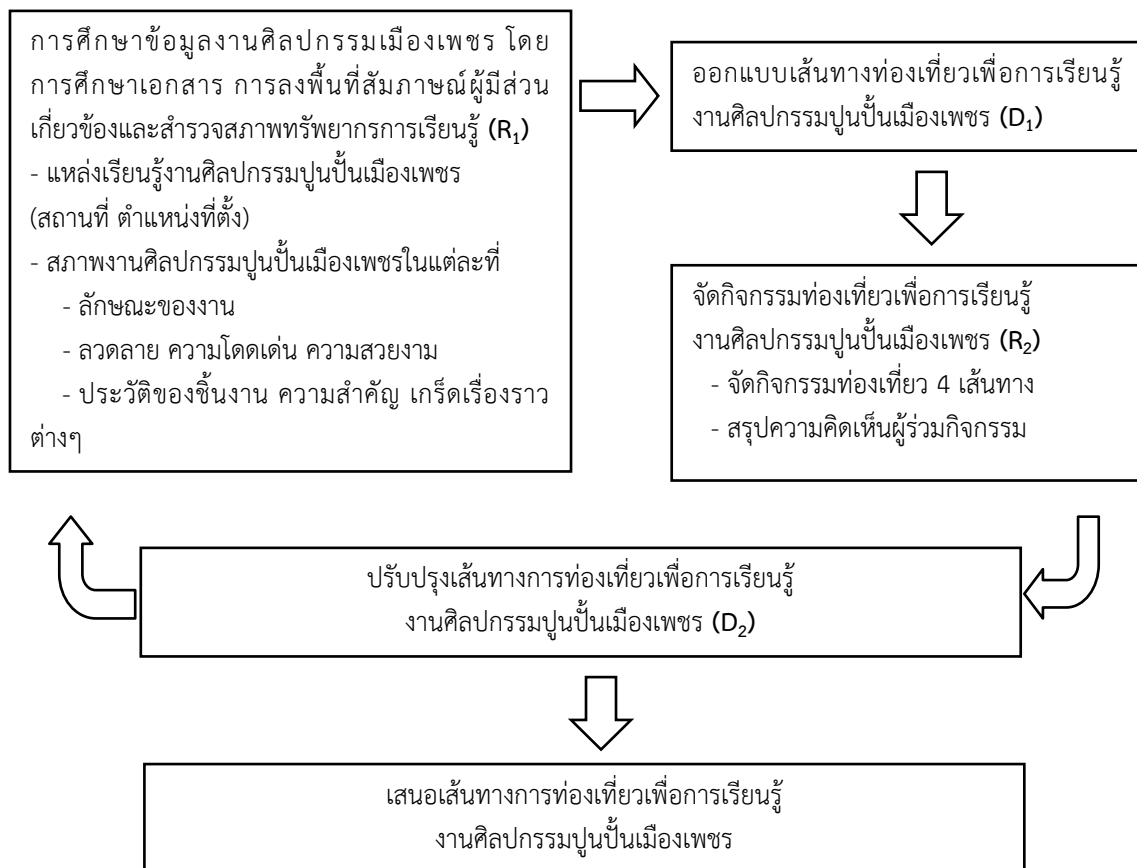 การศึกษาข้อมูลงานศิลปกรรมเมืองเพชร โดย
การศึกษาเอกสาร การลงพื้นที่สัมภาษณ์ผู้มีส่วน
เกี่ยวข้องและสำรวจสภาพทรัพยากรการเรียนรู้ (R₁)
- แหล่งเรียนรู้งานศิลปกรรมปูนปั้นเมืองเพชร
(สถานที่ ตำแหน่งที่ตั้ง)
- สภาพงานศิลปกรรมปูนปั้นเมืองเพชรในแต่ละที่
- ลักษณะของงาน
- ลวดลาย ความโดดเด่น ความสวยงาม
- ประวัติของชิ้นงาน ความสำคัญ เกร็ดเรื่องราว
ต่างๆ
ออกแบบเส้นทางท่องเที่ยวเพื่อการเรียนรู้
งานศิลปกรรมปูนปั้นเมืองเพชร (D₁)
จัดกิจกรรมท่องเที่ยวเพื่อการเรียนรู้
งานศิลปกรรมปูนปั้นเมืองเพชร (R₂)
- จัดกิจกรรมท่องเที่ยว 4 เส้นทาง
- สรุปความคิดเห็นผู้ร่วมกิจกรรม
ปรับปรุงเส้นทางการท่องเที่ยวเพื่อการเรียนรู้
งานศิลปกรรมปูนปั้นเมืองเพชร (D₂)
เสนอเส้นทางการท่องเที่ยวเพื่อการเรียนรู้
งานศิลปกรรมปูนปั้นเมืองเพชร